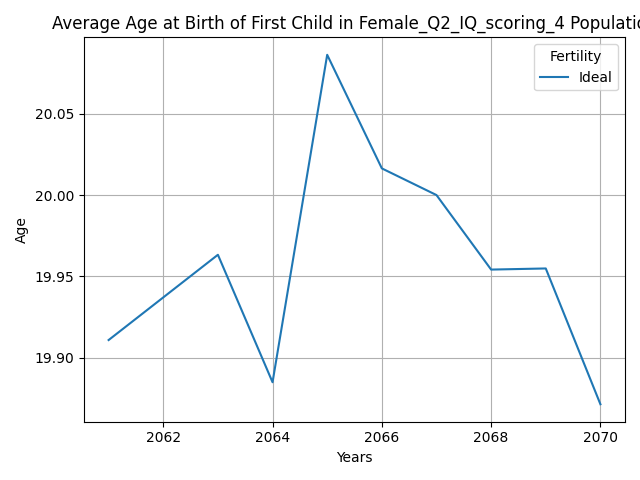 Average Age at Birth of First Child in Female_Q2_IQ_scoring_4 Populatio
Fertility
Ideal
20.05
20.00
19.95
19.90
Age
2062 2064 2066 2068 2070
Years